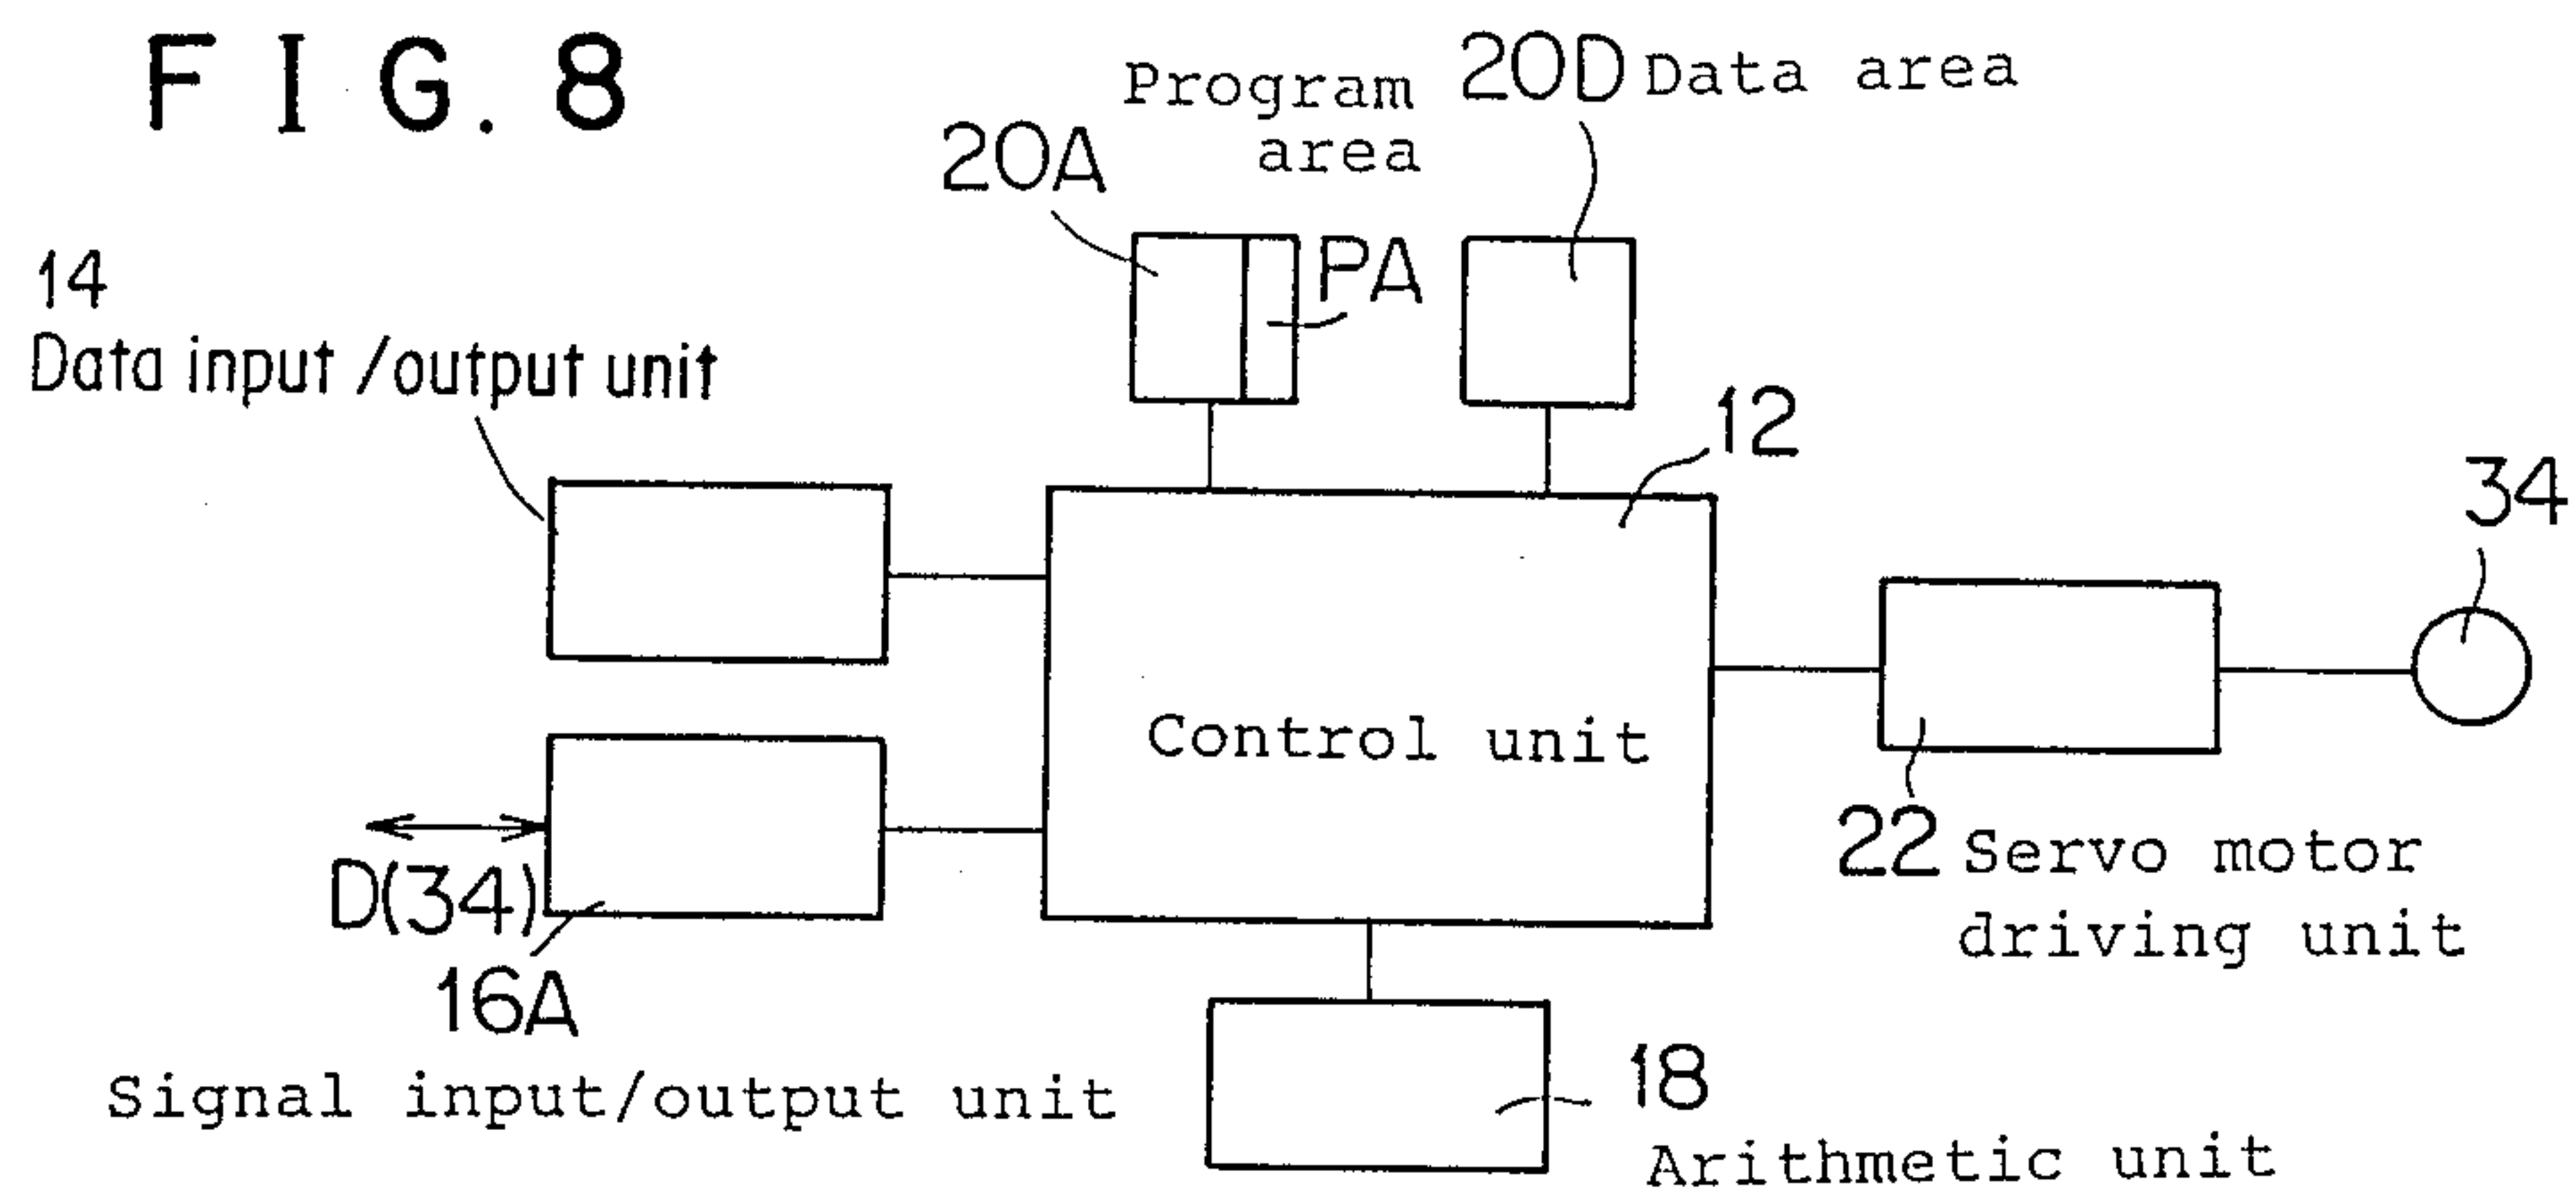 FIG. 8
Program
area
20D Data area
20A
PA
14
Data input/output unit
12
34
Control unit
D(34)
16A
Signal input/output unit
22 Servo motor
driving unit
18
Arithmetic unit